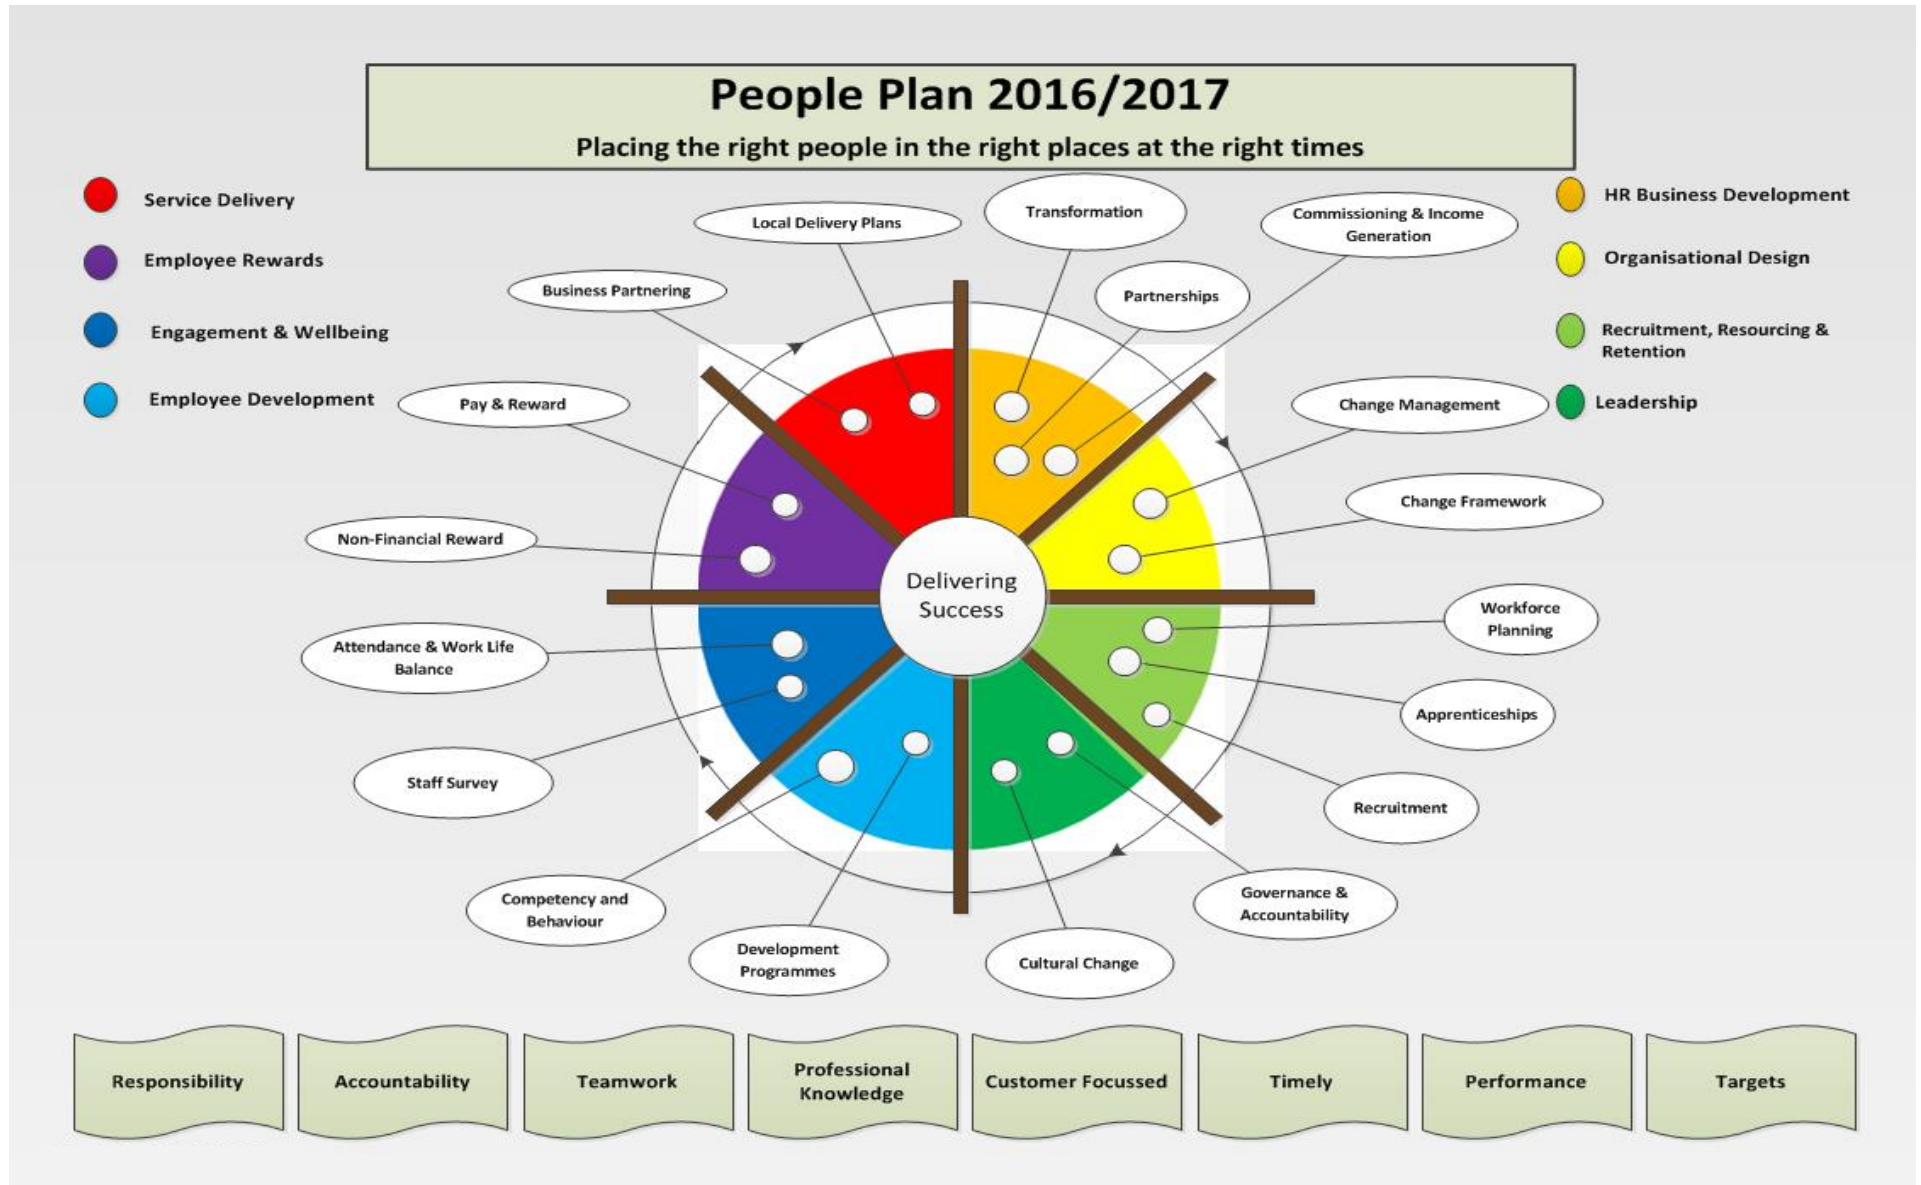 People Plan 2016/2017
Placing the right people in the right places at the right times
Service Delivery
Employee Rewards
Engagement & Wellbeing
Employee Development
HR Business Development
Organisational Design
Recruitment, Resourcing &
Retention
Leadership
Local Delivery Plans
Transformation
Commissioning & Income
Generation
Business Partnering
Partnerships
Pay & Reward
Change Management
Change Framework
Non-Financial Reward
Delivering
Success
Workforce
Planning
Attendance & Work Life
Balance
Apprenticeships
Staff Survey
Recruitment
Competency and
Behaviour
Governance &
Accountability
Development
Programmes
Cultural Change
Responsibility
Accountability
Teamwork
Professional
Knowledge
Customer Focussed
Timely
Performance
Targets